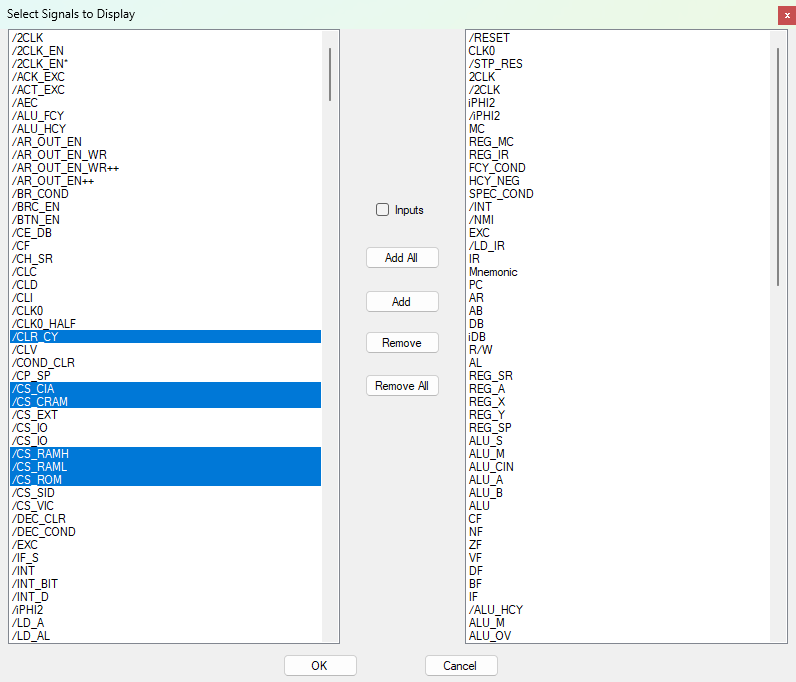 Select Signals to Display
x
/2CLK
/2CLK_EN
/2CLK_EN*
/ACK_EXC
/ACT_EXC
/AEC
/ALU_FCY
/ALU_HCY
/AR_OUT_EN
/AR_OUT_EN_WR
/AR_OUT_EN_WR++
/AR_OUT_EN++
/BR_COND
/BRC_EN
/BTN_EN
/CE_DB
/CF
/CH_SR
/CLC
/CLD
/CLI
/CLK0
/CLK0_HALF
/CLR_CY
/CLV
/COND_CLR
/CP_SP
/CS_CIA
/CS_CRAM
/CS_EXT
/CS_IO
/CS_IO
/CS_RAMH
/CS_RAML
/CS_ROM
/CS_SID
/CS_VIC
/DEC_CLR
/DEC_COND
/EXC
/IF_S
/INT
/INT_BIT
/INT_D
/iPHI2
/LD_A
/LD_AL
Inputs
Add All
Add
Remove
Remove All
/RESET
CLK0
/STP_RES
2CLK
/2CLK
iPHI2
/iPHI2
MC
REG_MC
REG_IR
FCY_COND
HCY_NEG
SPEC_COND
/INT
/NMI
EXC
/LD_IR
IR
Mnemonic
PC
AR
AB
DB
iDB
R/W
AL
REG_SR
REG_A
REG_X
REG_Y
REG_SP
ALU_S
ALU_M
ALU_CIN
ALU_A
ALU_B
ALU
CF
NF
ZF
VF
DF
BF
IF
/ALU_HCY
ALU_M
ALU_OV
OK
Cancel